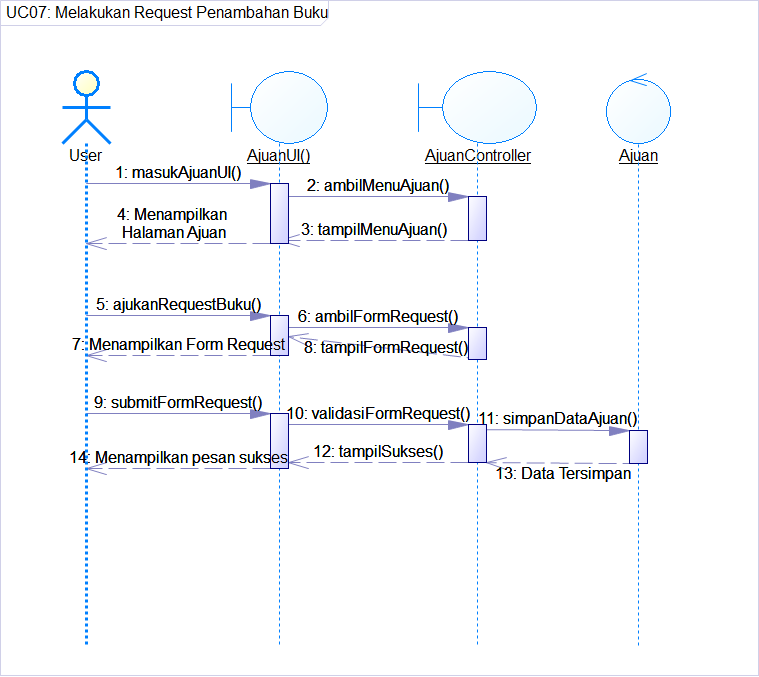 UC07: Melakukan Request Penambahan Buku
User
AjuanUI()
AjuanController
Ajuan
1: masukAjuanUI()
2: ambilMenuAjuan()
4: Menampilkan
Halaman Ajuan
3: tampilMenuAjuan()
5: ajukanRequestBuku()
6: ambilFormRequest()
7: Menampilkan Form Request
8: tampilFormRequest()
9: submitFormRequest()
10: validasiFormRequest()
11: simpanDataAjuan()
14: Menampilkan pesan sukses
12: tampilSukses()
13: Data Tersimpan